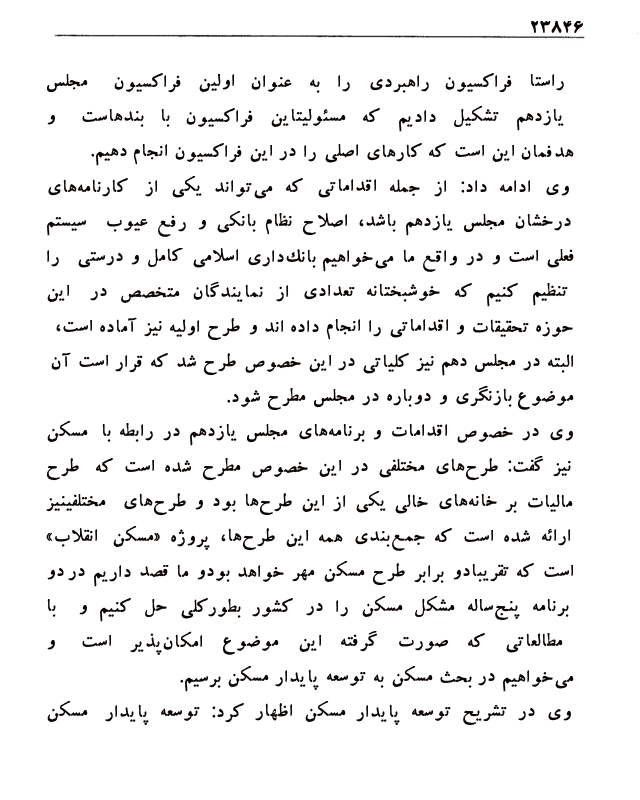 ۲۳۸۴۶
راستا فراکسیون راهبردی را به عنوان اولین فراکسیون مجلس
یازدهم تشکیل دادیم که مسئولیتاین فراکسیون با بندهاست و
هدفمان این است که کارهای اصلی را در این فراکسیون انجام دهیم.
وی ادامه داد: از جمله اقداماتی که می‌تواند یکی از کارنامه‌های
درخشان مجلس یازدهم باشد، اصلاح نظام بانکی و رفع عیوب سیستم
فعلی است و در واقع ما می‌خواهیم بانك‌داری اسلامی کامل و درستی را
تنظیم کنیم که خوشبختانه تعدادی از نمایندگان متخصص در این
حوزه تحقیقات و اقداماتی را انجام داده اند و طرح اولیه نیز آماده است،
البته در مجلس دهم نیز کلیاتی در این خصوص طرح شد که قرار است آن
موضوع بازنگری و دوباره در مجلس مطرح شود.
وی در خصوص اقدامات و برنامه‌های مجلس یازدهم در رابطه با مسکن
نیز گفت: طرح‌های مختلفی در این خصوص مطرح شده است که طرح
مالیات بر خانه‌های خالی یکی از این طرح‌ها بود و طرح‌های مختلفینیز
ارائه شده است که جمع‌بندی همه این طرح‌ها، پروژه «مسکن انقلاب»
است که تقریبادو برابر طرح مسکن مهر خواهد بودو ما قصد داریم در دو
برنامه پنج‌ساله مشکل مسکن را در کشور بطورکلی حل کنیم و با
مطالعاتی که صورت گرفته این موضوع امکان‌پذیر است و
می‌خواهیم در بحث مسکن به توسعه پایدار مسکن برسیم.
وی در تشریح توسعه پایدار مسکن اظهار کرد: توسعه پایدار مسکن